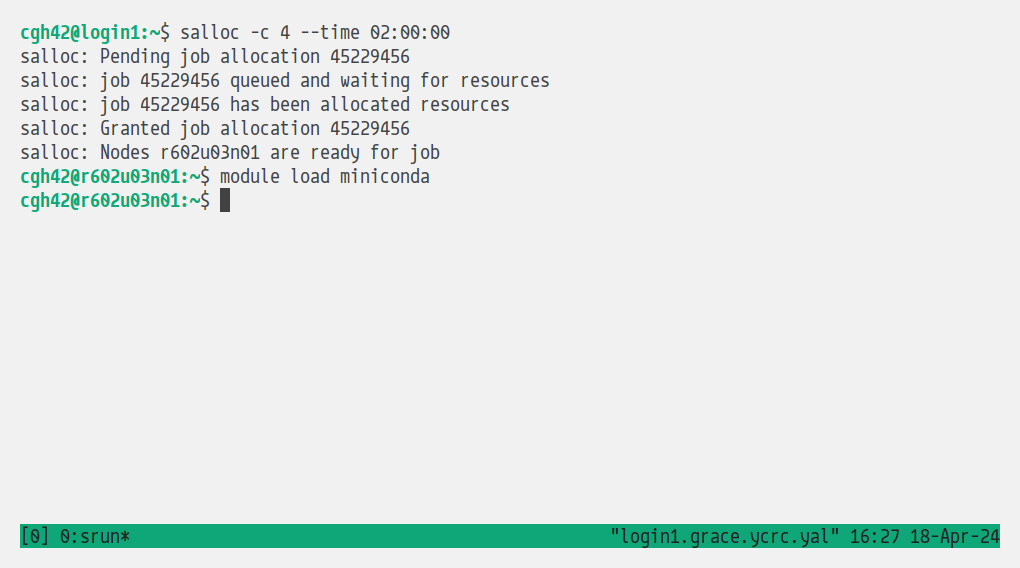 cgh42@login1:~$ salloc -c 4 --time 02:00:00
salloc: Pending job allocation 45229456
salloc: job 45229456 queued and waiting for resources
salloc: job 45229456 has been allocated resources
salloc: Granted job allocation 45229456
salloc: Nodes r602u03n01 are ready for job
cgh42@r602u03n01:~$ module load miniconda
cgh42@r602u03n01:~$
[0] 0:srun* "login1.grace.ycrc.yal" 16:27 18-Apr-24